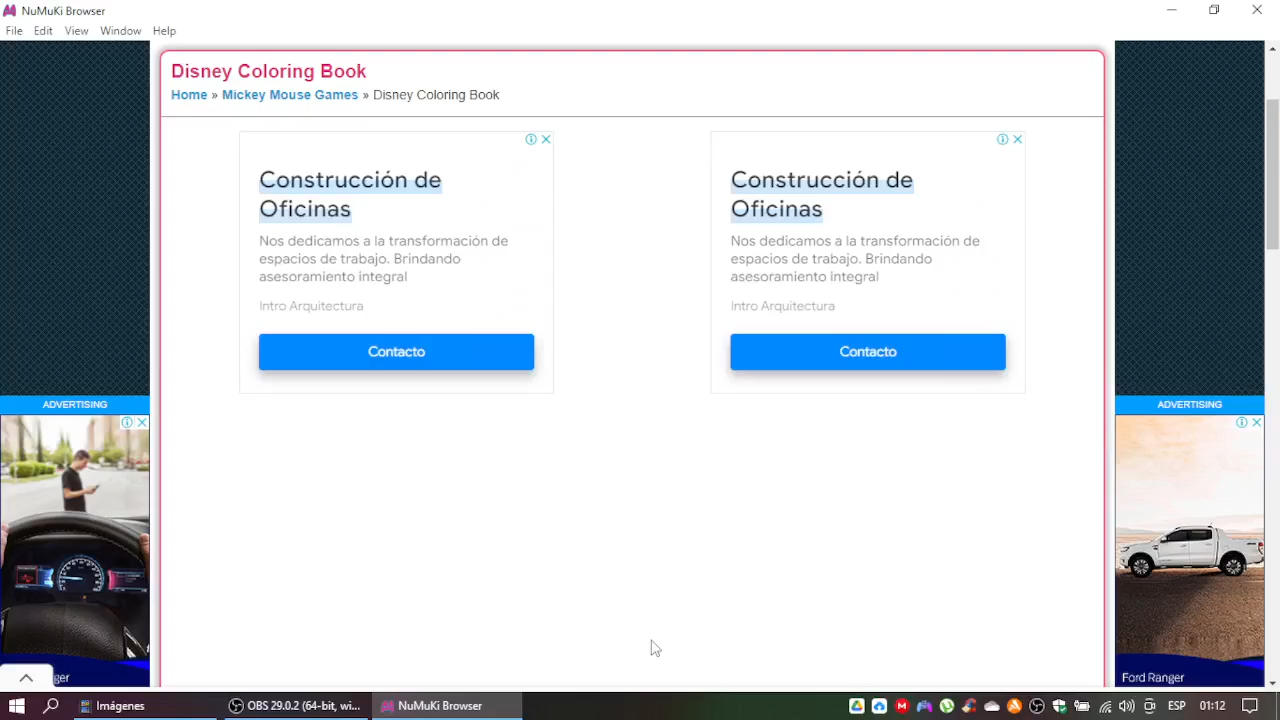 NuMuKi Browser
File Edit View Window Help
Disney Coloring Book
Home » Mickey Mouse Games » Disney Coloring Book
Construcción de
Oficinas
Nos dedicamos a la transformación de
espacios de trabajo. Brindando
asesoramiento integral
Intro Arquitectura
Contacto
Construcción de
Oficinas
Nos dedicamos a la transformación de
espacios de trabajo. Brindando
asesoramiento integral
Intro Arquitectura
Contacto
ADVERTISING
nger
ADVERTISING
Ford Ranger
Imágenes
OBS 29.0.2 (64-bit, wi...
NuMuKi Browser
ESP
01:12